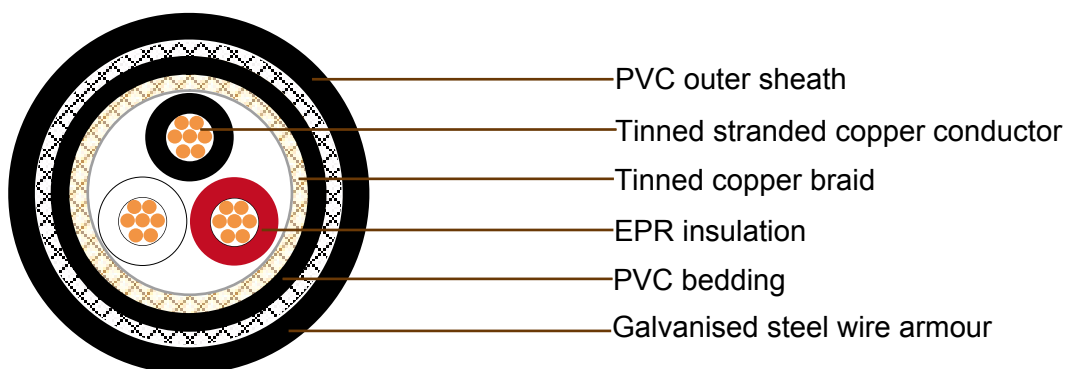 PVC outer sheath
Tinned stranded copper conductor
Tinned copper braid
EPR insulation
PVC bedding
Galvanised steel wire armour